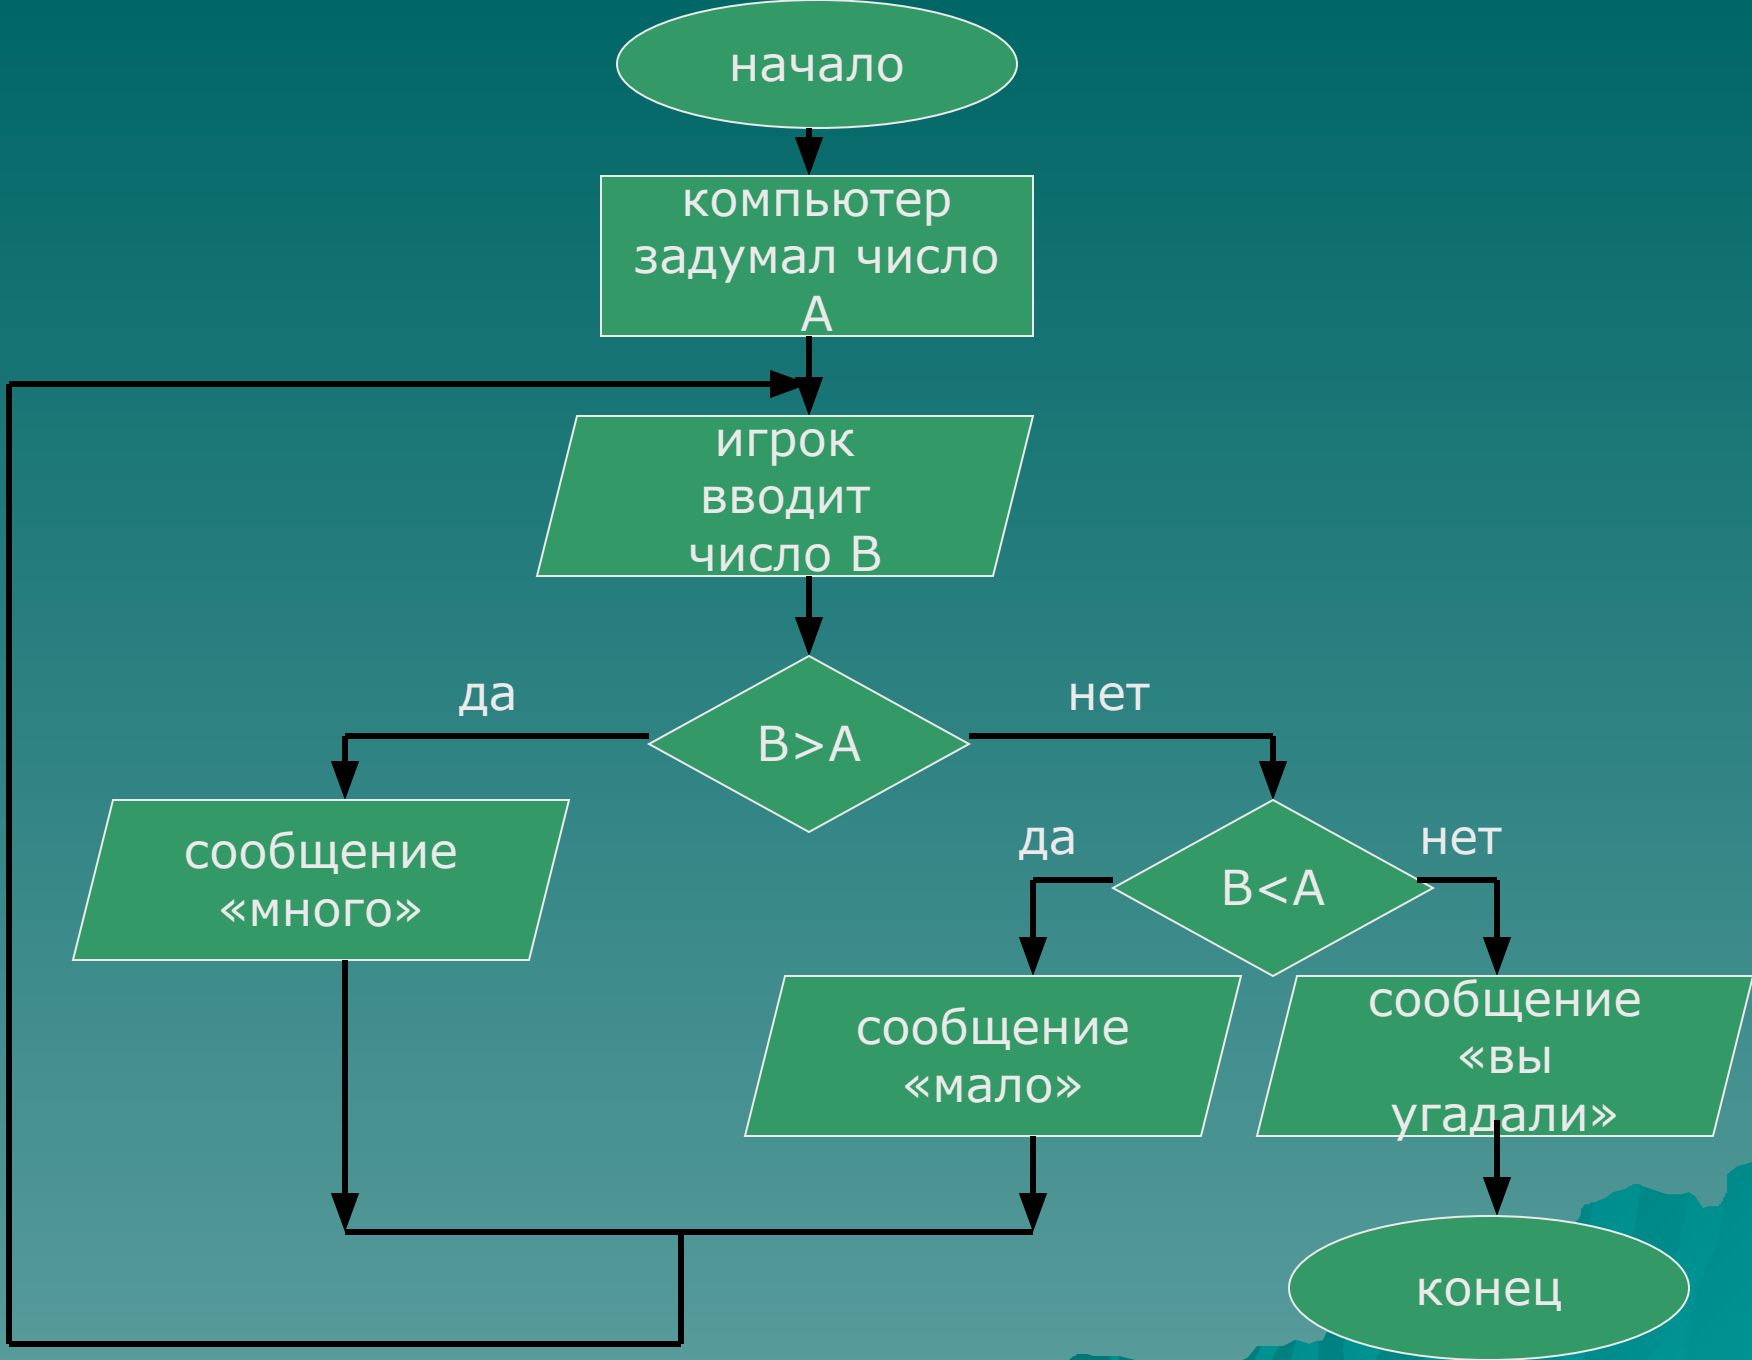 начало
компьютер
задумал число
А
игрок
вводит
число В
да
нет
В>А
сообщение
«много»
да
нет
В<А
сообщение
«мало»
сообщение
«вы
угадали»
конец